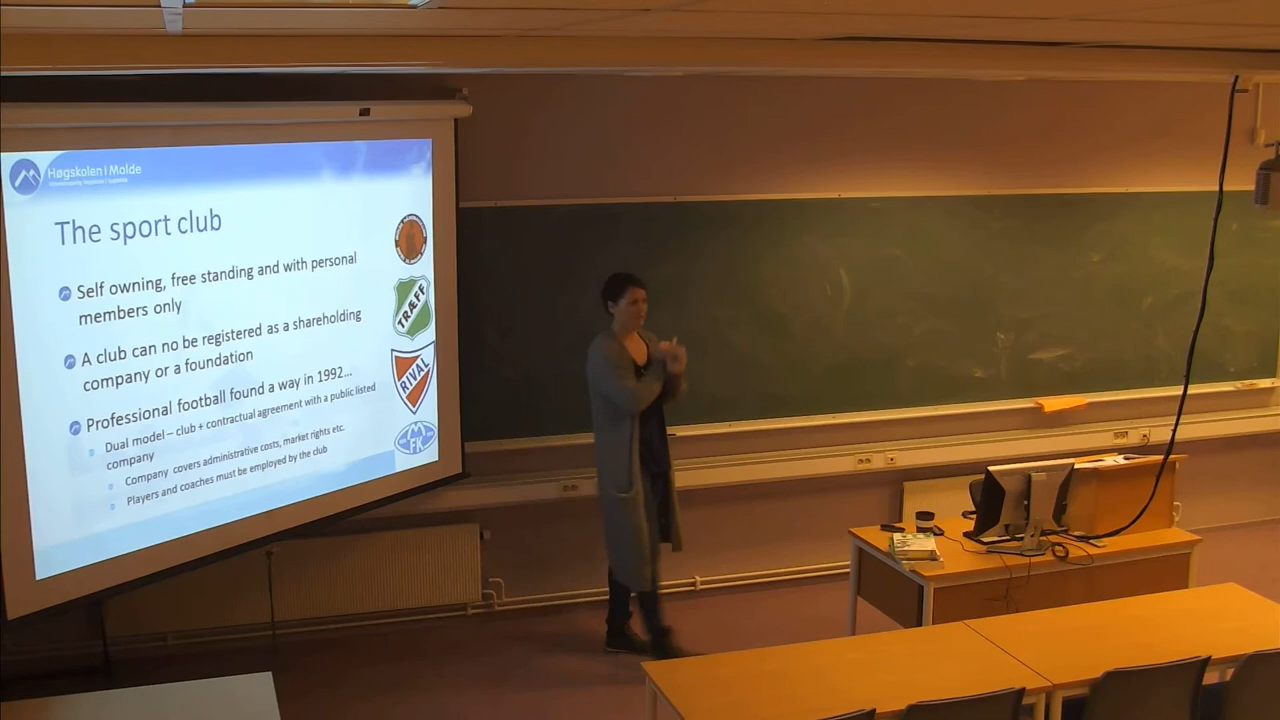 Høgskolen i Molde
The sport club
Self owning, free standing and with personal
members only
A club can no be registered as a shareholding
company or a foundation
Professional football found a way in 1992...
Dual model – club + contractual agreement with a public listed
company
Company covers administrative costs, market rights etc.
Players and coaches must be employed by the club
TRÆFF
RIVAL
FK